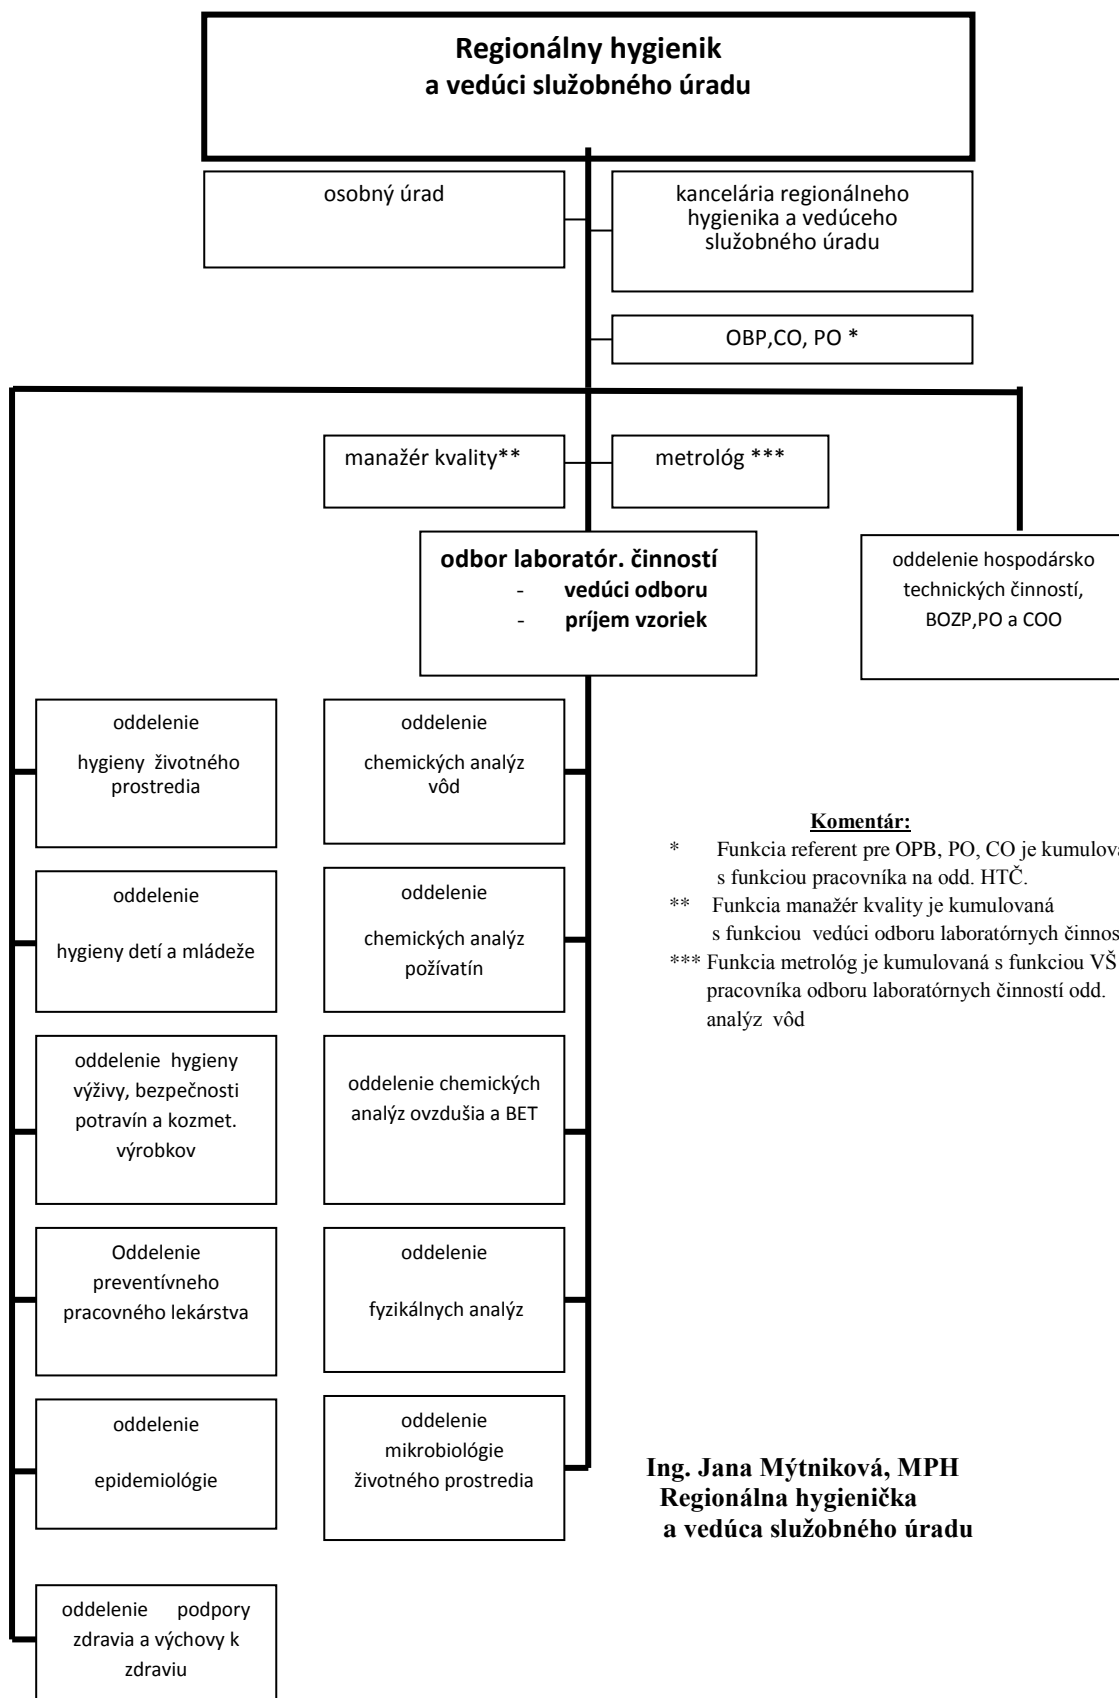 Regionálny hygienik
a vedúci služobného úradu
osobný úrad
kancelária regionálneho
hygienika a vedúceho
služobného úradu
OBP,CO, PO *
manažér kvality**
metrológ ***
odbor laboratór. činností
- vedúci odboru
- príjem vzoriek
oddelenie hospodársko
technických činností,
BOZP,PO a COO
oddelenie
hygieny životného
prostredia
oddelenie
chemických analýz
vôd
Komentár:
* Funkcia referent pre OPB, PO, CO je
s funkciou pracovníka na odd. HTČ.
** Funkcia manažér kvality je kumulovaná
s funkciou vedúci odboru laboratórnych
*** Funkcia metrológ je kumulovaná s funkciou VŠ
pracovníka odboru laboratórnych činností odd.
analýz vôd
oddelenie
hygieny detí a mládeže
oddelenie
chemických analýz
požívatín
oddelenie hygieny
výživy, bezpečnosti
potravín a kozmet.
výrobkov
oddelenie chemických
analýz ovzdušia a BET
Oddelenie
preventívneho
pracovného lekárstva
oddelenie
fyzikálnych analýz
oddelenie
epidemiológie
oddelenie
mikrobiológie
životného prostredia
Ing. Jana Mýtniková, MPH
Regionálna hygienička
a vedúca služobného úradu
oddelenie podpory
zdravia a výchovy k
zdraviu